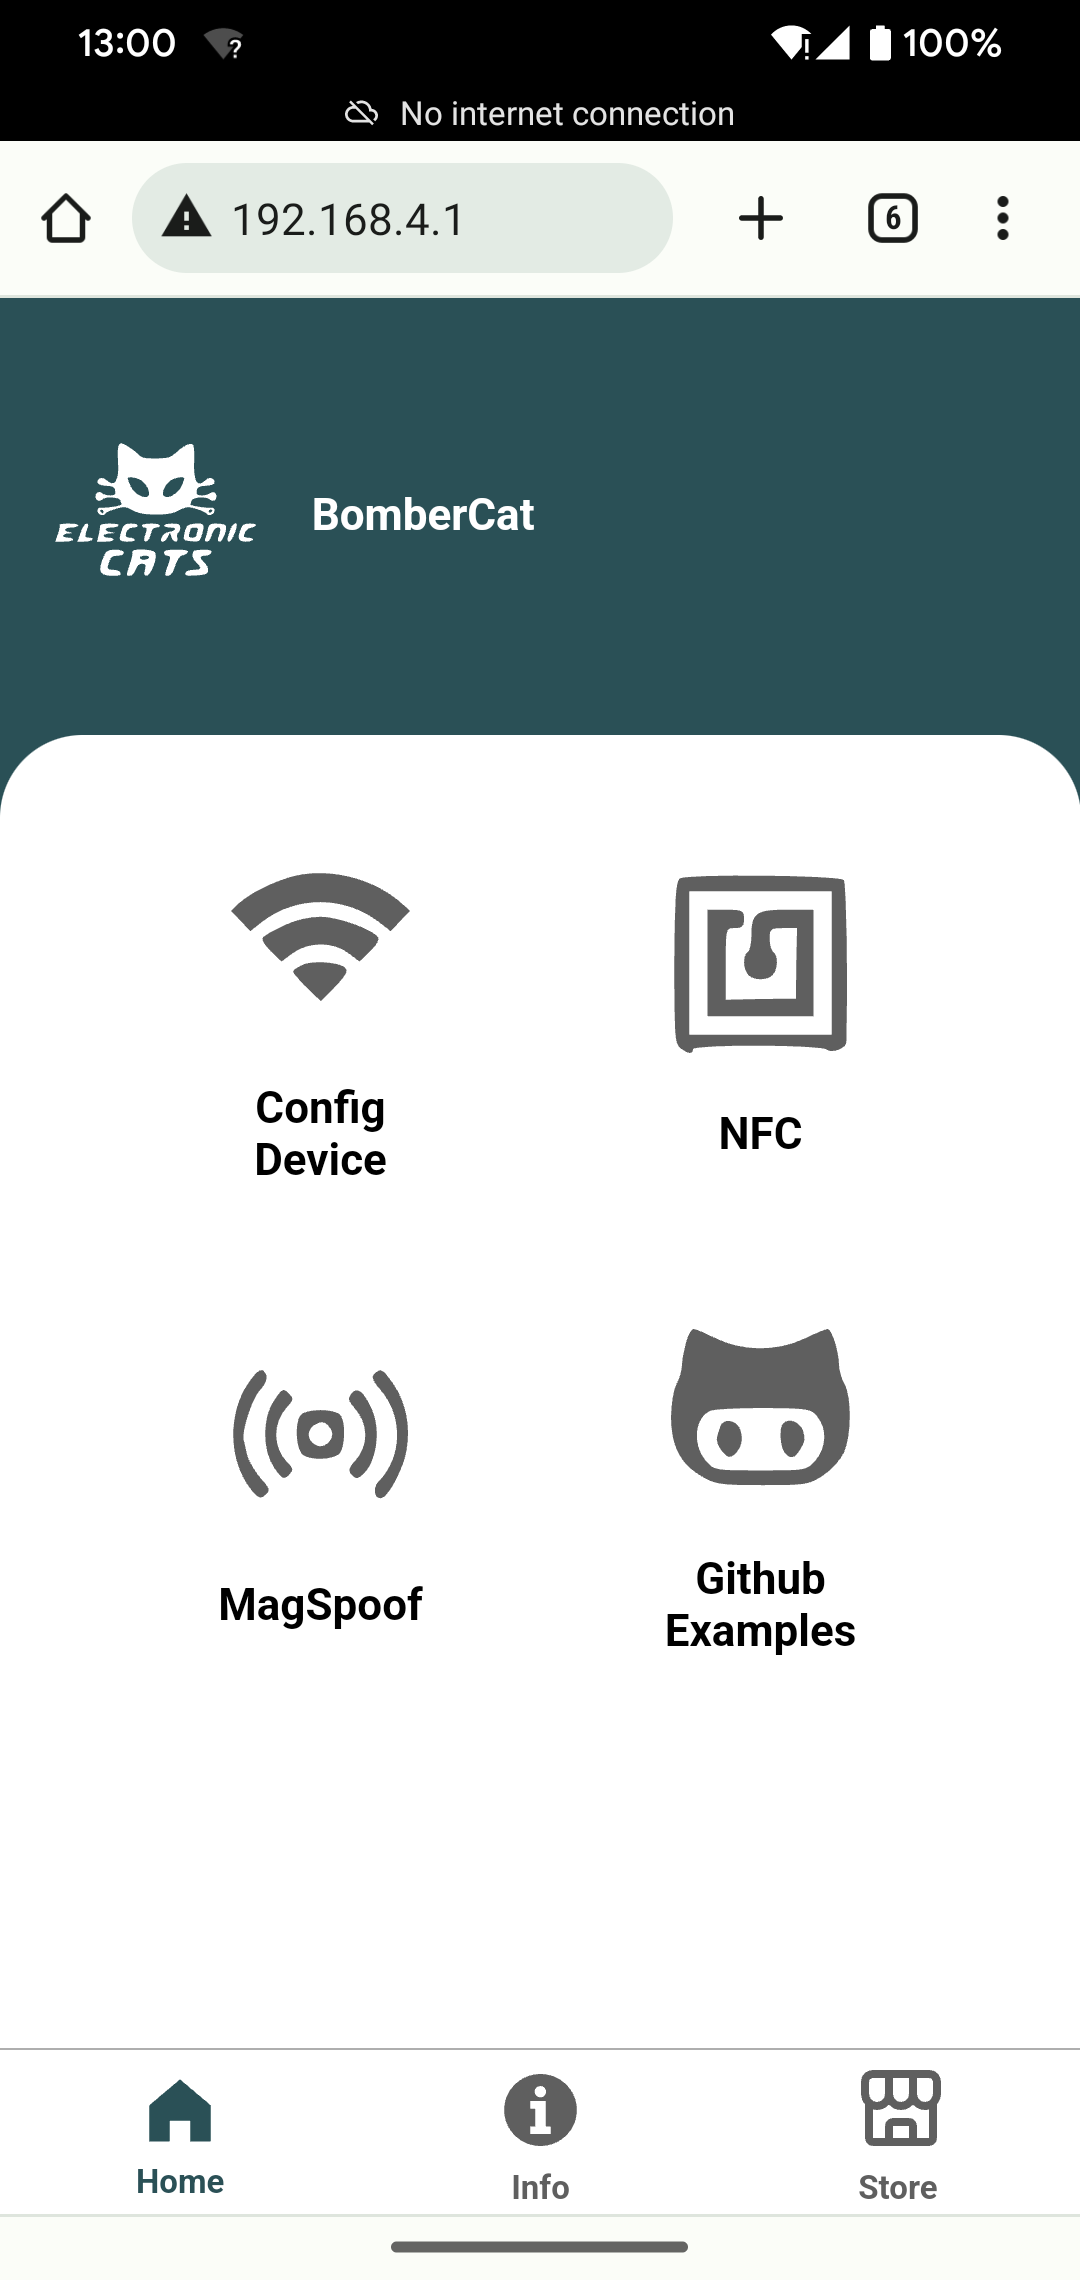 13:00
100%
No internet connection
192.168.4.1
6
ELECTRONIC
CATS
BomberCat
Config
Device
NFC
MagSpoof
Github
Examples
Home
Info
Store